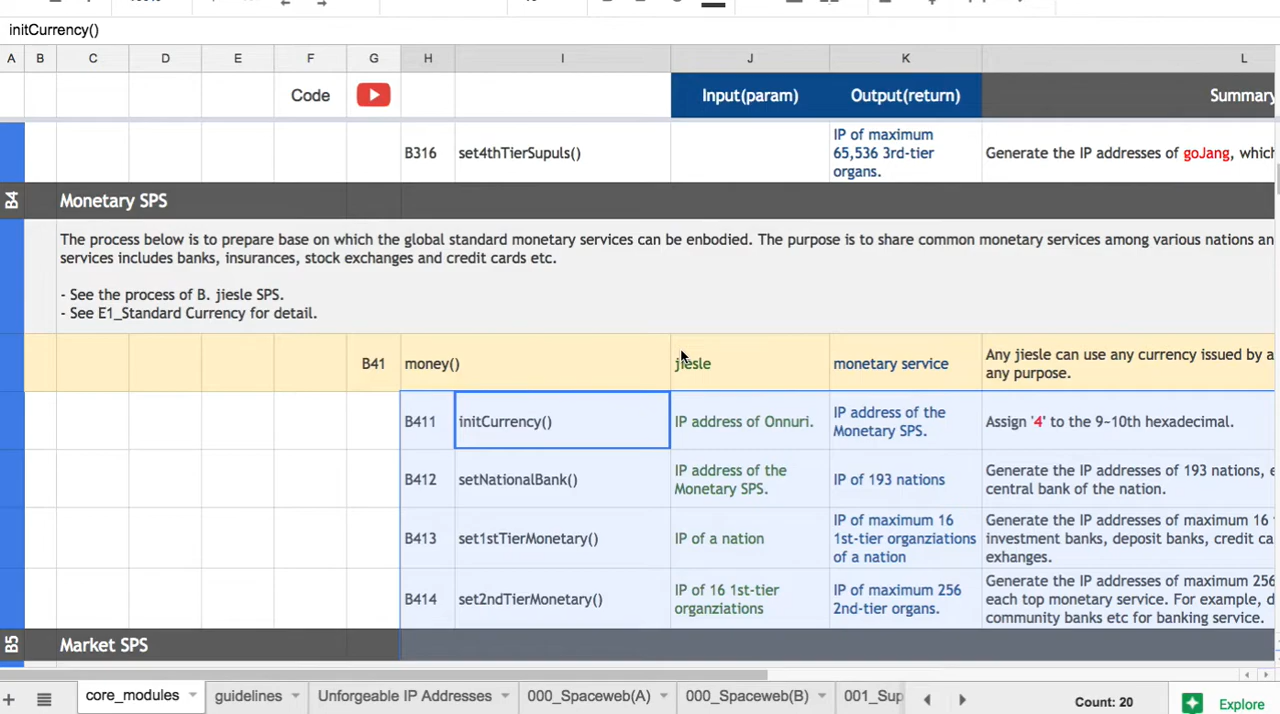 initCurrency()
A B C D E F G H I J K L
Code Input(param) Output(return) Summary
B316 set4thTierSupuls() IP of maximum
65,536 3rd-tier
organs. Generate the IP addresses of goJang, which
B4 Monetary SPS
The process below is to prepare base on which the global standard monetary services can be enbodied. The purpose is to share common monetary services among various nations an
services includes banks, insurances, stock exchanges and credit cards etc.
- See the process of B. jiesle SPS.
- See E1_Standard Currency for detail.
B41 money() jiesle monetary service Any jiesle can use any currency issued by a
any purpose.
B411 initCurrency() IP address of Onnuri. IP address of the
Monetary SPS. Assign '4' to the 9~10th hexadecimal.
B412 setNationalBank() IP address of the
Monetary SPS. IP of 193 nations Generate the IP addresses of 193 nations, e
central bank of the nation.
B413 set1stTierMonetary() IP of a nation IP of maximum 16
1st-tier organziations
of a nation Generate the IP addresses of maximum 16
investment banks, deposit banks, credit ca
exhanges.
B414 set2ndTierMonetary() IP of 16 1st-tier
organziations IP of maximum 256
2nd-tier organs. Generate the IP addresses of maximum 256
each top monetary service. For example, d
community banks etc for banking service.
B5 Market SPS
core_modules guidelines Unforgeable IP Addresses 000_Spaceweb(A) 000_Spaceweb(B) 001_Sup Count: 20 Explore